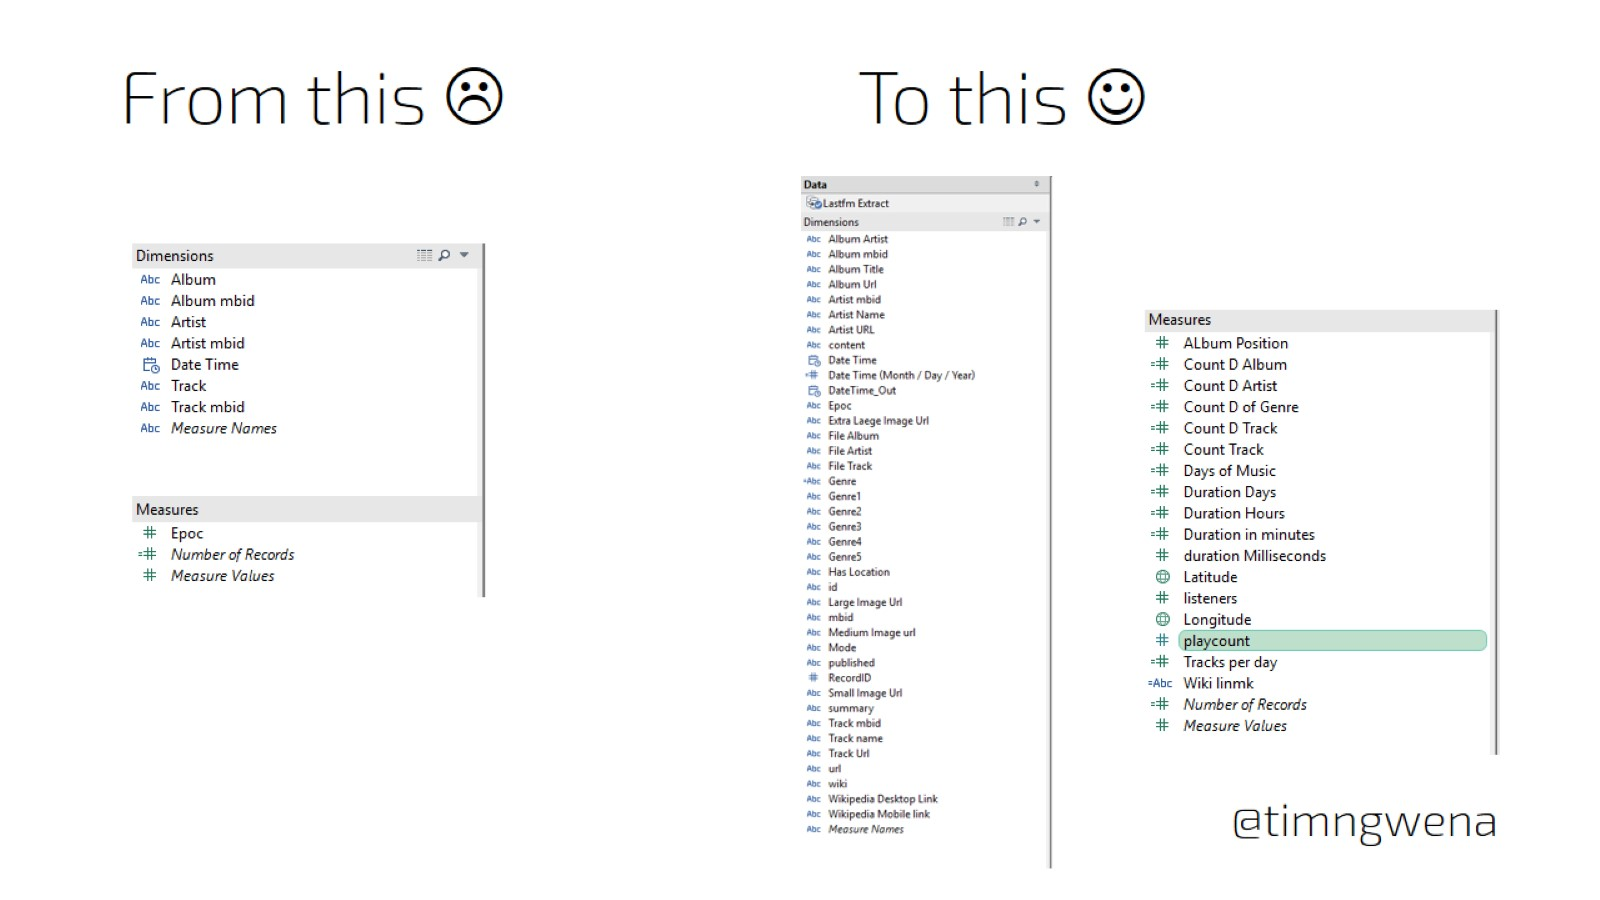 From this ☹
To this ☺
Dimensions
Abc Album
Abc Album mbid
Abc Artist
Abc Artist mbid
Date Time
Abc Track
Abc Track mbid
Abc Measure Names
Measures
# Epoc
=# Number of Records
# Measure Values
Data
Lastfm Extract
Dimensions
Abc Album Artist
Abc Album mbid
Abc Album Title
Abc Album Url
Abc Artist mbid
Abc Artist Name
Abc Artist URL
Abc content
Date Time
=# Date Time (Month / Day / Year)
DateTime_Out
Abc Epoc
Abc Extra Laege Image Url
Abc File Album
Abc File Artist
Abc File Track
=Abc Genre
Abc Genre1
Abc Genre2
Abc Genre3
Abc Genre4
Abc Genre5
Abc Has Location
Abc id
Abc Large Image Url
Abc mbid
Abc Medium Image url
Abc Mode
Abc published
# RecordID
Abc Small Image Url
Abc summary
Abc Track mbid
Abc Track name
Abc Track Url
Abc url
Abc wiki
Abc Wikipedia Desktop Link
Abc Wikipedia Mobile link
Abc Measure Names
Measures
# ALbum Position
=# Count D Album
=# Count D Artist
=# Count D of Genre
=# Count D Track
=# Count Track
=# Days of Music
=# Duration Days
=# Duration Hours
=# Duration in minutes
# duration Milliseconds
Latitude
# listeners
Longitude
# playcount
=# Tracks per day
=Abc Wiki linmk
=# Number of Records
# Measure Values
@timngwena